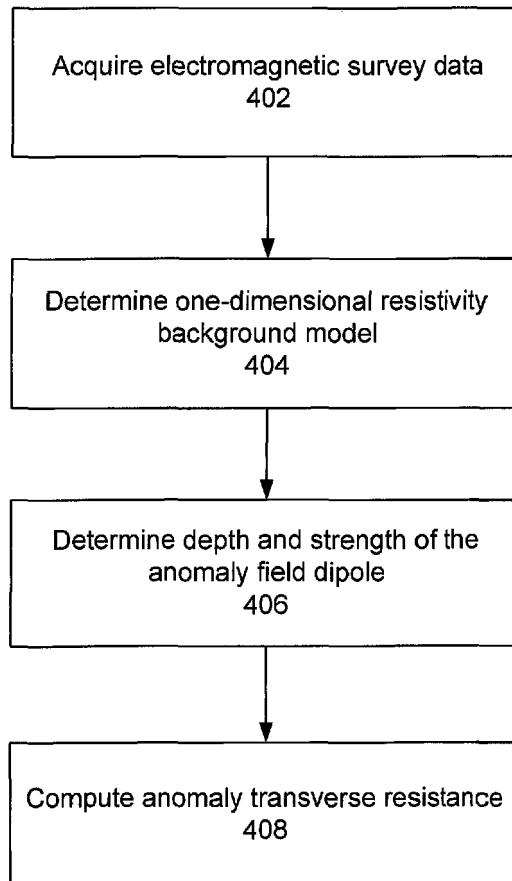 Acquire electromagnetic survey data
402
Determine one-dimensional resistivity
background model
404
Determine depth and strength of the
anomaly field dipole
406
Compute anomaly transverse resistance
408